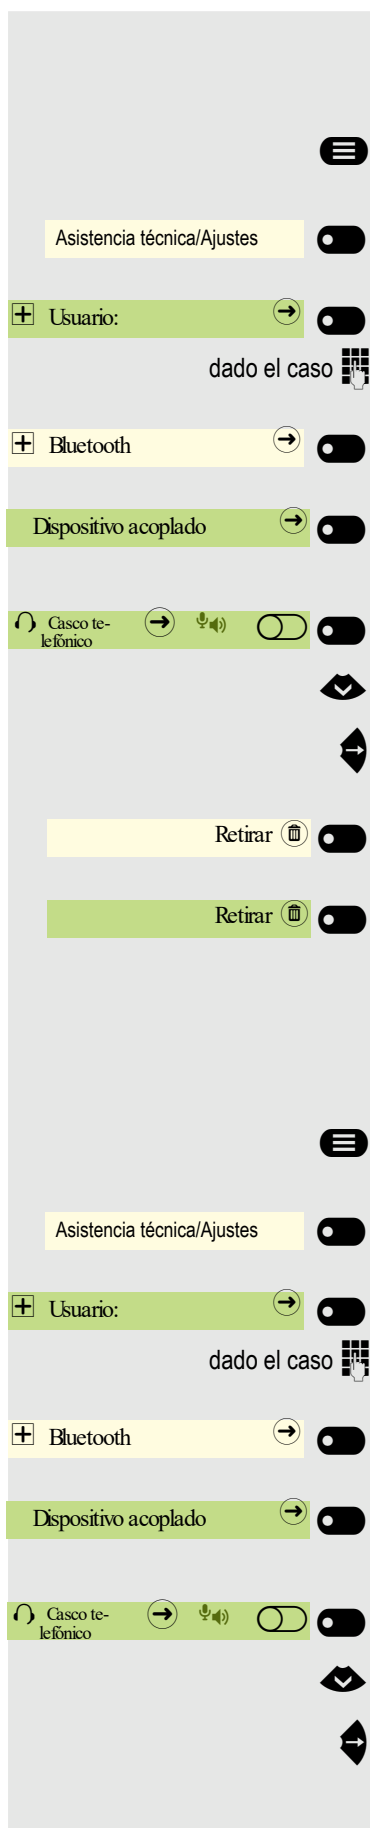 Asistencia técnica/Ajustes
Usuario:
dado el caso
Bluetooth
Dispositivo acoplado
Casco te-
lefónico
Retirar
Retirar
Asistencia técnica/Ajustes
Usuario:
dado el caso
Bluetooth
Dispositivo acoplado
Casco te-
lefónico